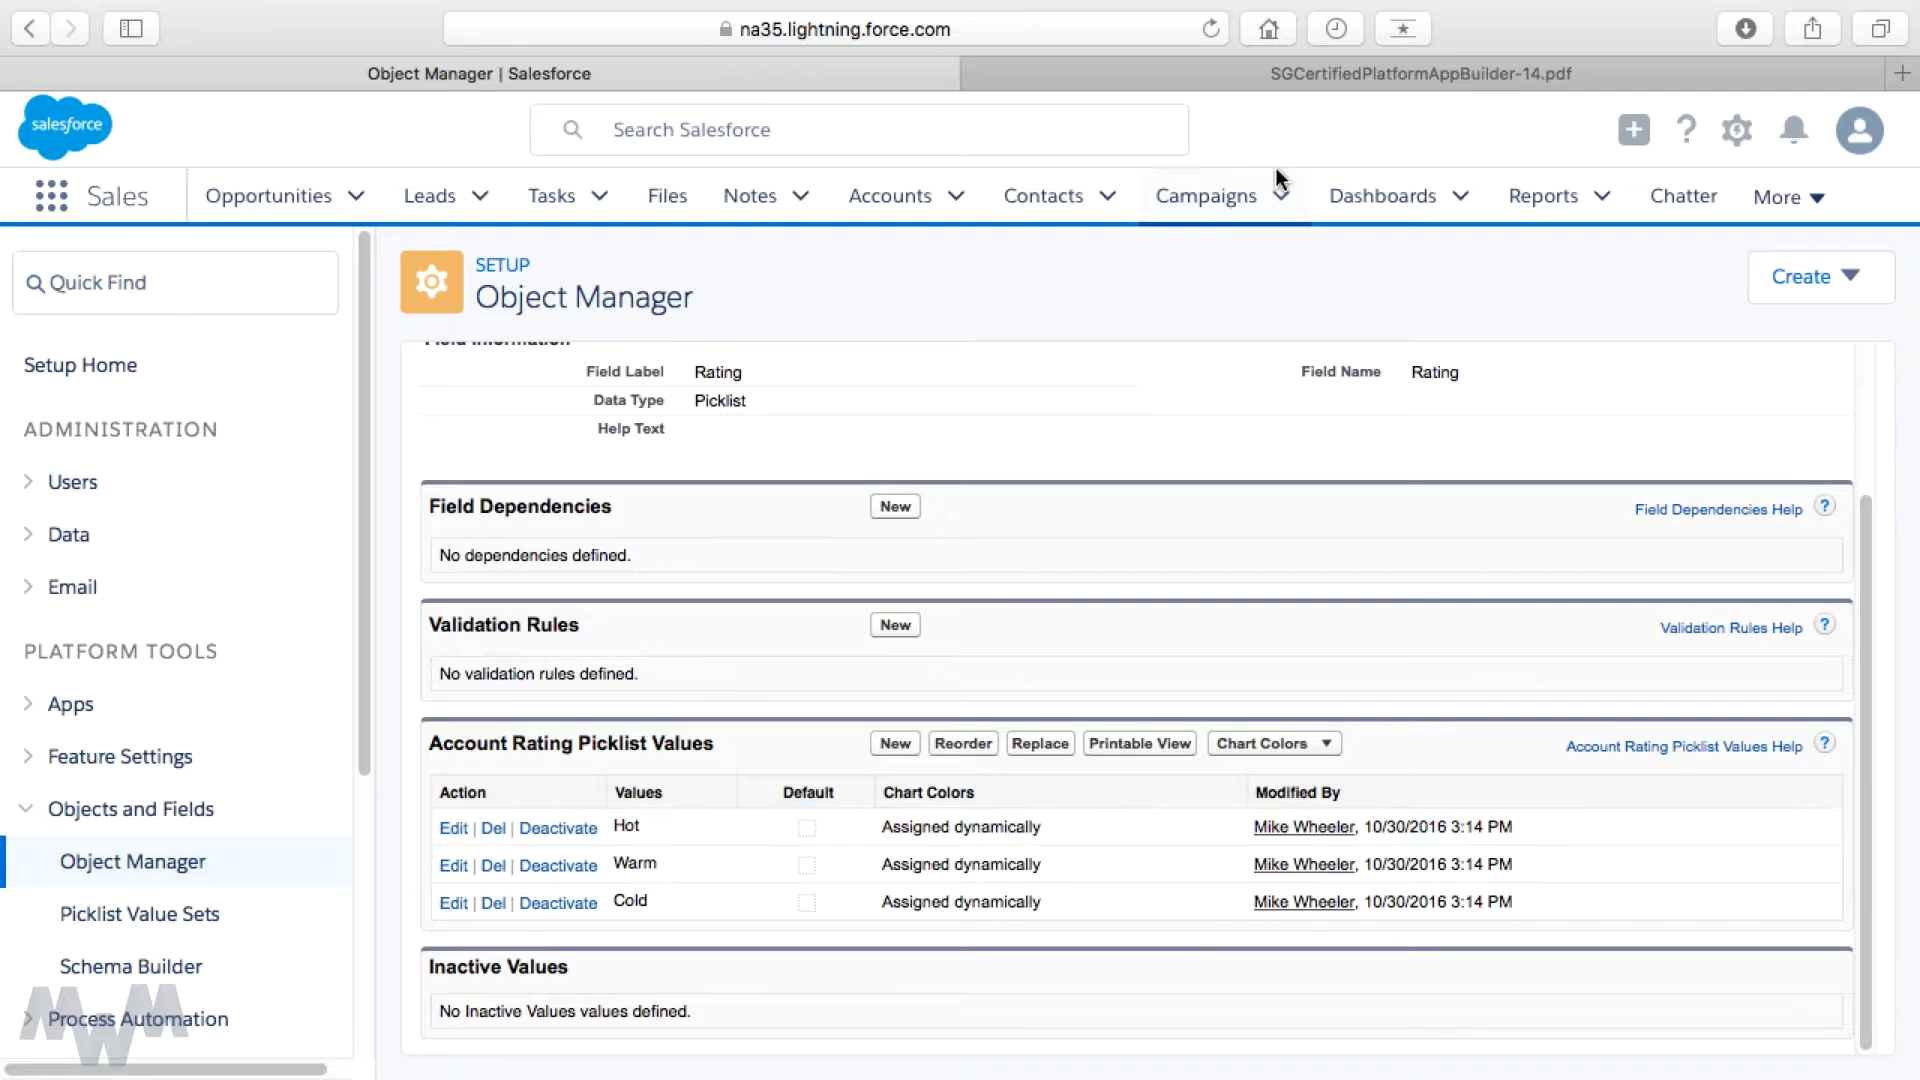 na35.lightning.force.com
Object Manager | Salesforce
SGCertifiedPlatformAppBuilder-14.pdf
salesforce
Search Salesforce
Sales
Opportunities
Leads
Tasks
Files
Notes
Accounts
Contacts
Campaigns
Dashboards
Reports
Chatter
More
Quick Find
Setup Home
ADMINISTRATION
Users
Data
Email
PLATFORM TOOLS
Apps
Feature Settings
Objects and Fields
Object Manager
Picklist Value Sets
Schema Builder
Process Automation
MWM
SETUP
Object Manager
Create
Field Information
Field Label Rating Field Name Rating
Data Type Picklist
Help Text
Field Dependencies New Field Dependencies Help ?
No dependencies defined.
Validation Rules New Validation Rules Help ?
No validation rules defined.
Account Rating Picklist Values New Reorder Replace Printable View Chart Colors Account Rating Picklist Values Help ?
Action Values Default Chart Colors Modified By
Edit | Del | Deactivate Hot Assigned dynamically Mike Wheeler, 10/30/2016 3:14 PM
Edit | Del | Deactivate Warm Assigned dynamically Mike Wheeler, 10/30/2016 3:14 PM
Edit | Del | Deactivate Cold Assigned dynamically Mike Wheeler, 10/30/2016 3:14 PM
Inactive Values
No Inactive Values values defined.